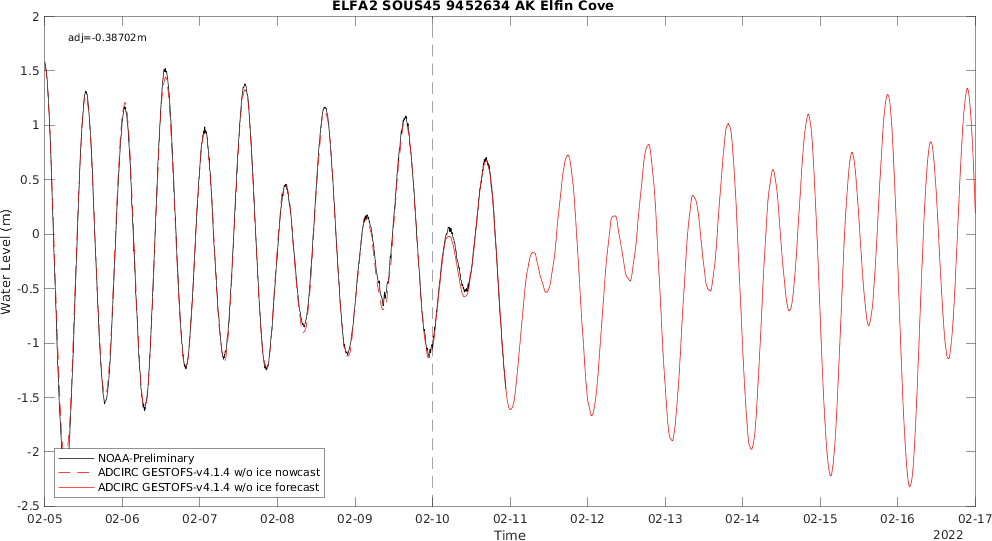 ELFA2 SOUS45 9452634 AK Elfin Cove
adj=-0.38702m
2
1.5
1
0.5
0
-0.5
-1
-1.5
-2
-2.5
Water Level (m)
NOAA-Preliminary
ADCIRC GESTOFS-v4.1.4 w/o ice nowcast
ADCIRC GESTOFS-v4.1.4 w/o ice forecast
02-05 02-06 02-07 02-08 02-09 02-10 02-11 02-12 02-13 02-14 02-15 02-16 02-17
Time
2022